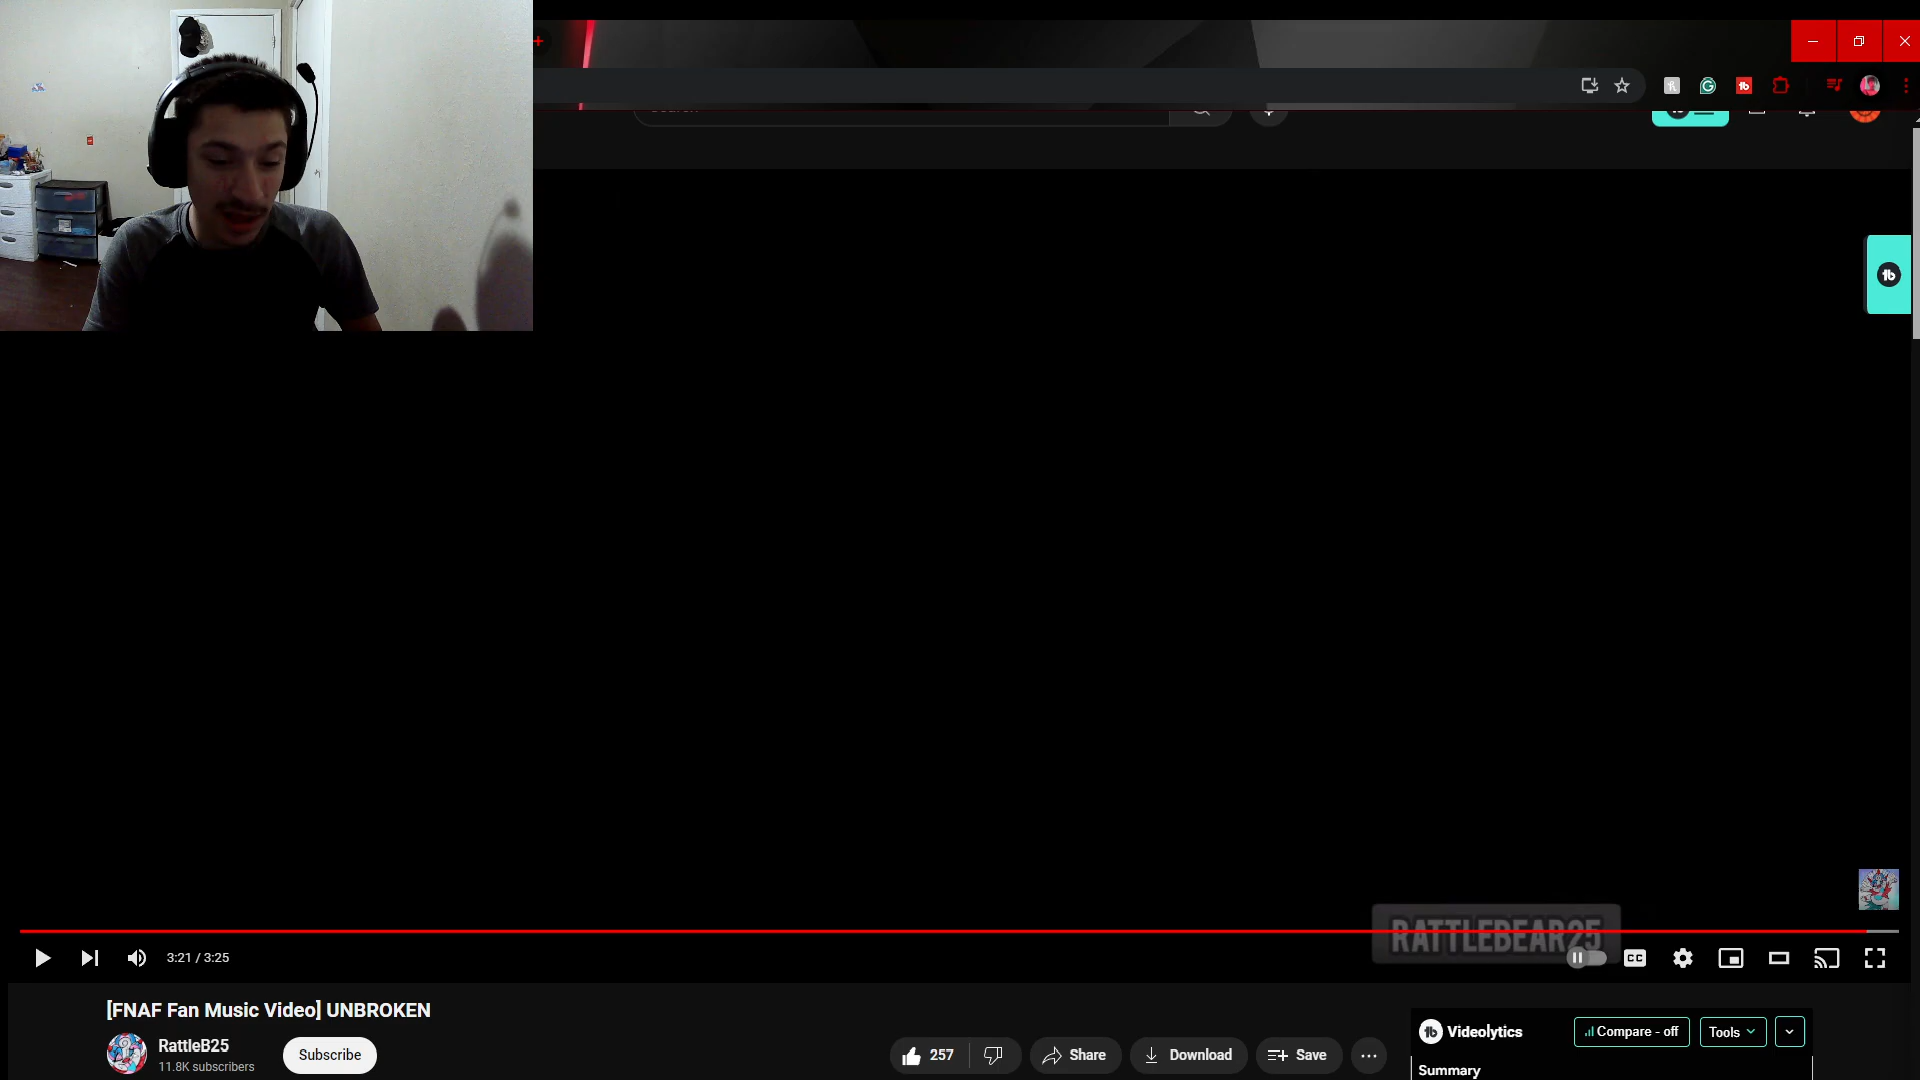 RATTLEBEAR25
3:21 / 3:25
CC
[FNAF Fan Music Video] UNBROKEN
RattleB25
11.8K subscribers
Subscribe
257
Share
Download
Save
Videolytics
Compare - off
Tools
Summary